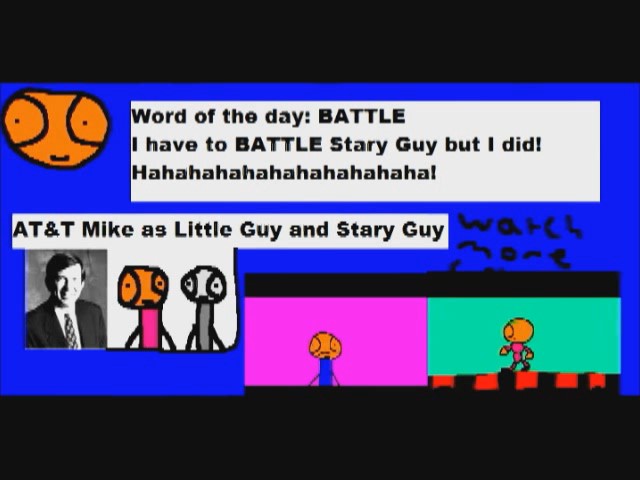 Word of the day: BATTLE
I have to BATTLE Stary Guy but I did!
Hahahahahahahahahahaha!
AT&T Mike as Little Guy and Stary Guy
watch
more